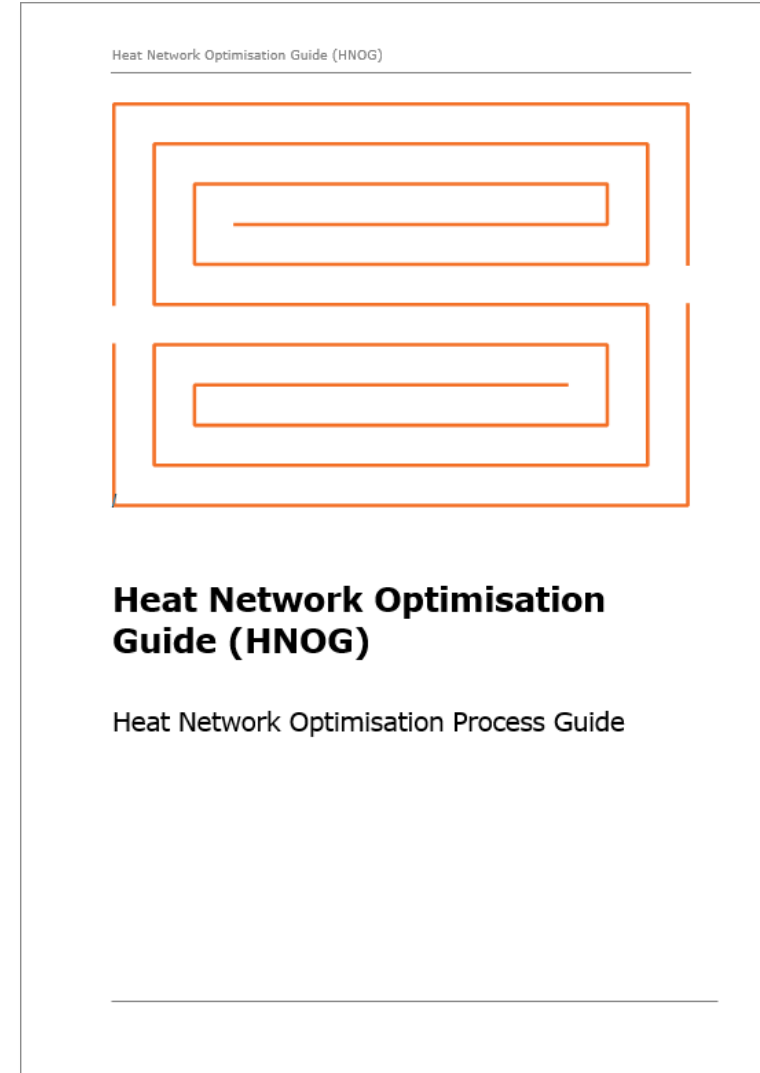 Heat Network Optimisation Guide (HNOG)
Heat Network Optimisation
Guide (HNOG)
Heat Network Optimisation Process Guide